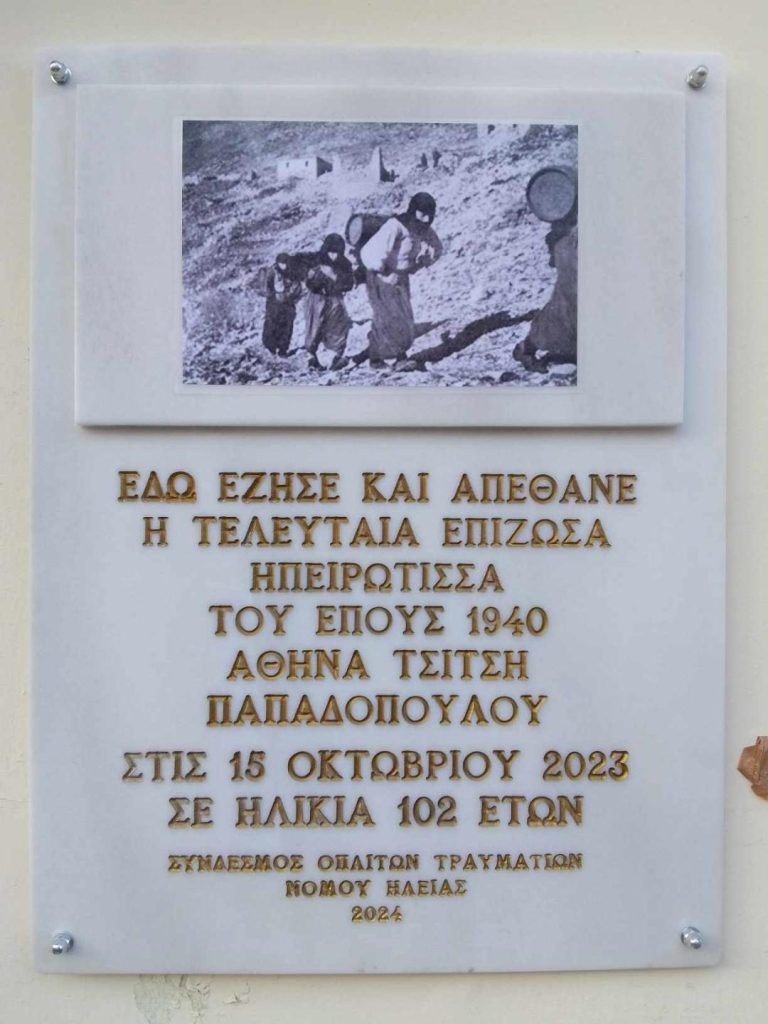 ΕΔΩ ΕΖΗΣΕ ΚΑΙ ΑΠΕΘΑΝΕ
Η ΤΕΛΕΥΤΑΙΑ ΕΠΙΖΩΣΑ
ΗΠΕΙΡΩΤΙΣΣΑ
ΤΟΥ ΕΠΟΥΣ 1940
ΑΘΗΝΑ ΤΣΙΤΣΗ
ΠΑΠΑΔΟΠΟΥΛΟΥ
ΣΤΙΣ 15 ΟΚΤΩΒΡΙΟΥ 2023
ΣΕ ΗΛΙΚΙΑ 102 ΕΤΩΝ
ΣΥΝΔΕΣΜΟΣ ΟΠΛΙΤΩΝ ΤΡΑΥΜΑΤΙΩΝ
ΝΟΜΟΥ ΗΛΕΙΑΣ
2024